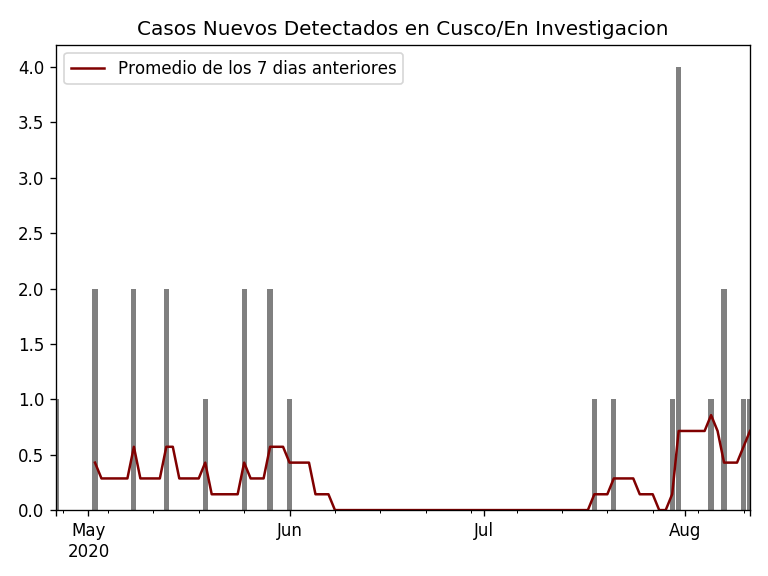 Casos Nuevos Detectados en Cusco/En Investigacion
Promedio de los 7 dias anteriores
4.0
3.5
3.0
2.5
2.0
1.5
1.0
0.5
0.0
May
2020
Jun
Jul
Aug